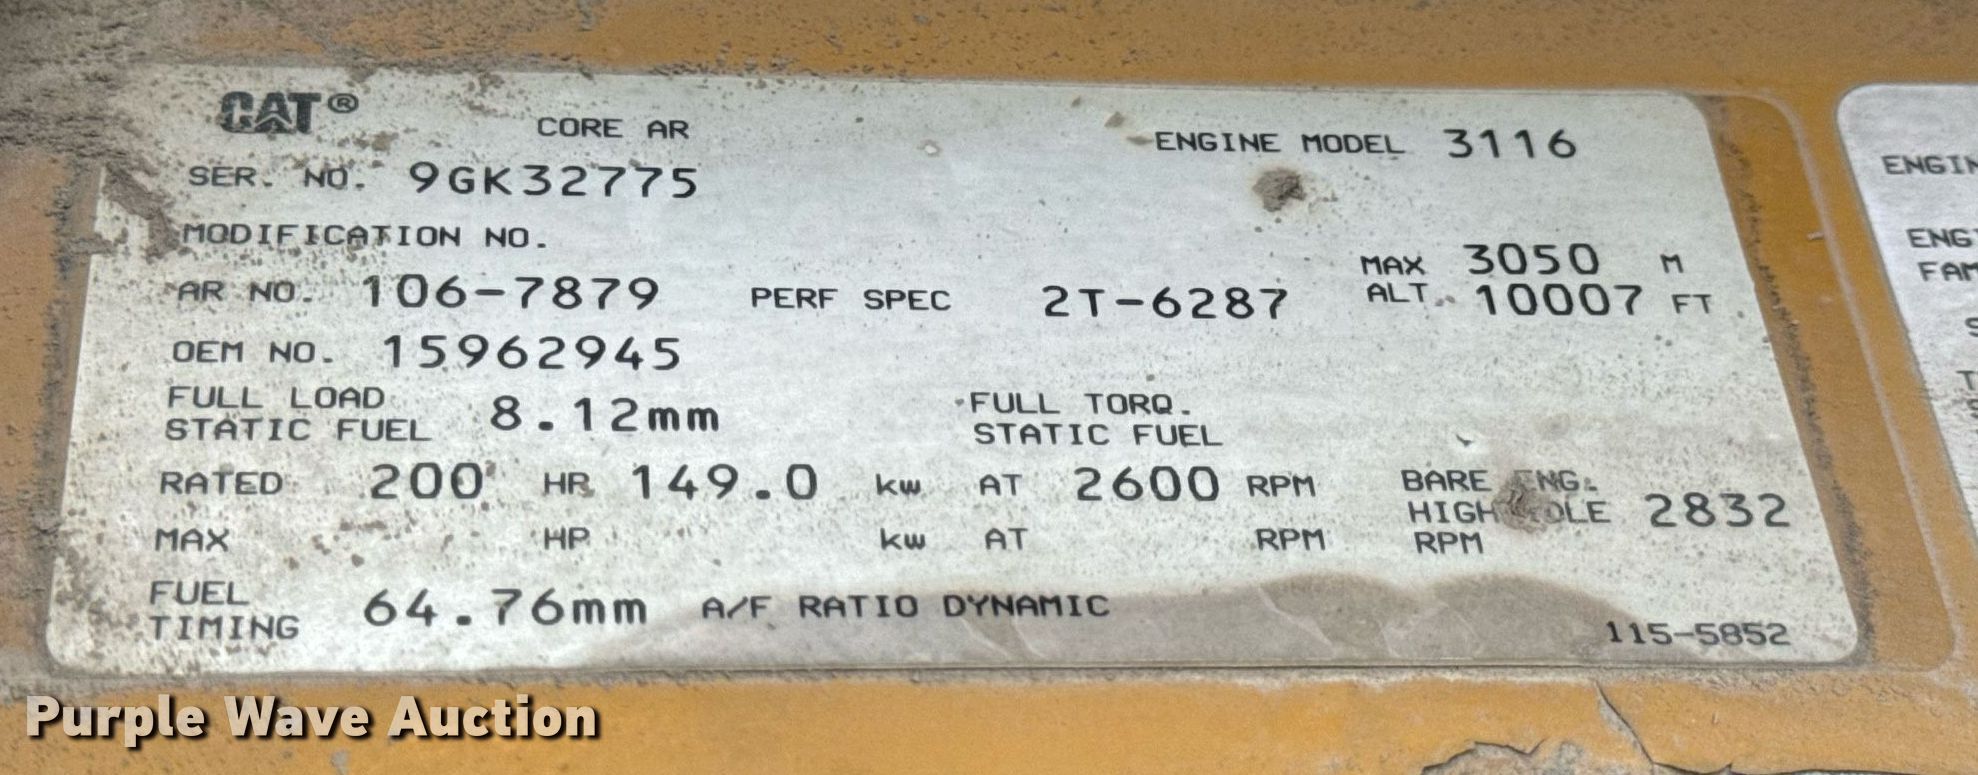 CAT®
CORE AR
ENGINE MODEL 3116
SER. NO. 9GK32775
MODIFICATION NO.
AR NO. 106-7879 PERF SPEC 2T-6287
MAX ALT. 3050 M
10007 FT
OEM NO. 15962945
FULL LOAD
STATIC FUEL 8.12mm
FULL TORQ.
STATIC FUEL
RATED 200 HP 149.0 kw AT 2600 RPM
MAX HP kw AT RPM
BARE ENG.
HIGH IDLE 2832
RPM
FUEL
TIMING 64.76mm A/F RATIO DYNAMIC
115-5852
Purple Wave Auction